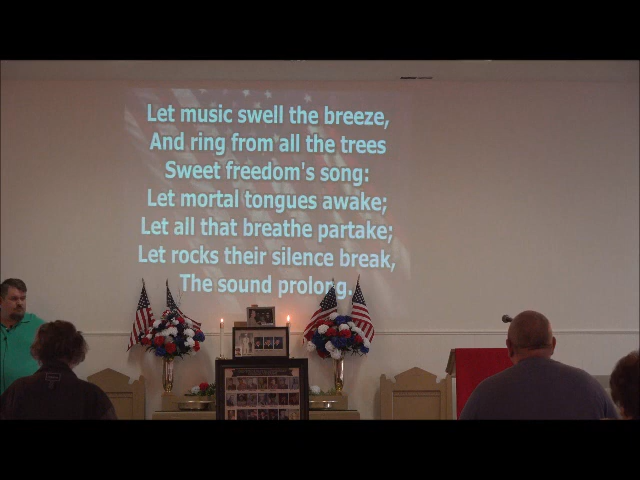 Let music swell the breeze,
And ring from all the trees
Sweet freedom's song:
Let mortal tongues awake;
Let all that breathe partake;
Let rocks their silence break,
The sound prolong.